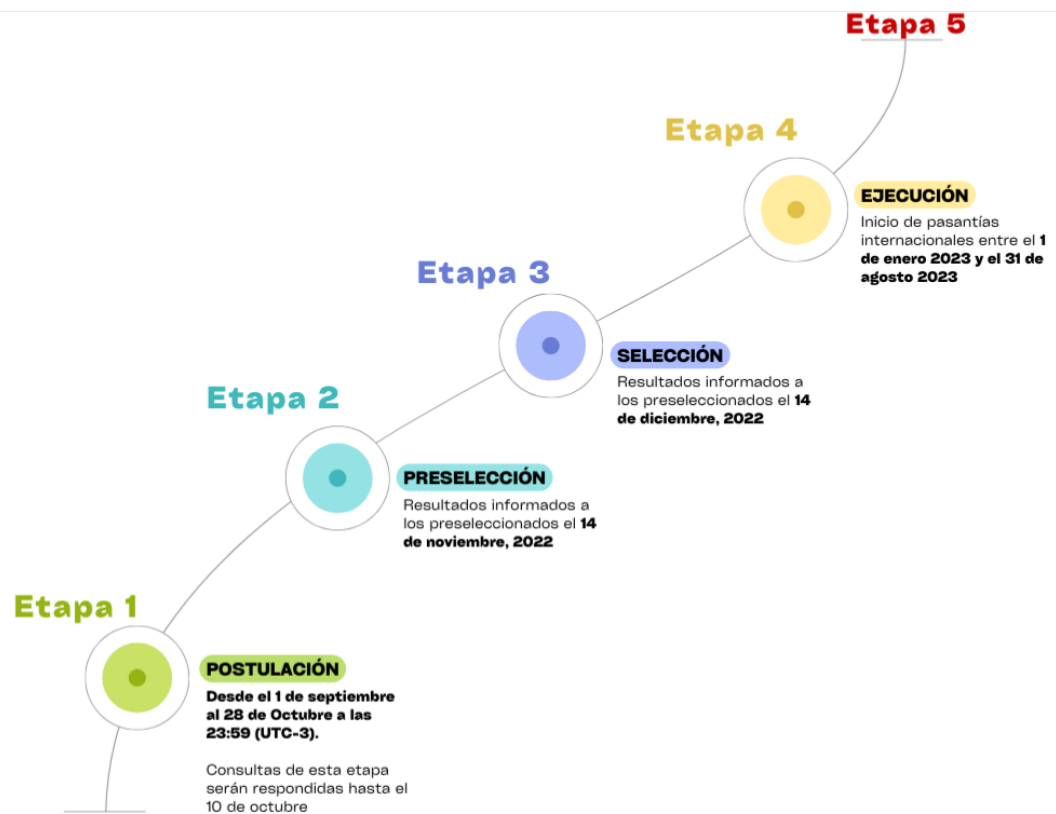 Etapa 5
Etapa 4
EJECUCIÓN
Inicio de pasantías
internacionales entre el 1
de enero 2023 y el 31 de
agosto 2023
Etapa 3
SELECCIÓN
Resultados informados a
los preseleccionados el 14
de diciembre, 2022
Etapa 2
PRESELECCIÓN
Resultados informados a
los preseleccionados el 14
de noviembre, 2022
Etapa 1
POSTULACIÓN
Desde el 1 de septiembre
al 28 de Octubre a las
23:59 (UTC-3).
Consultas de esta etapa
serán respondidas hasta el
10 de octubre